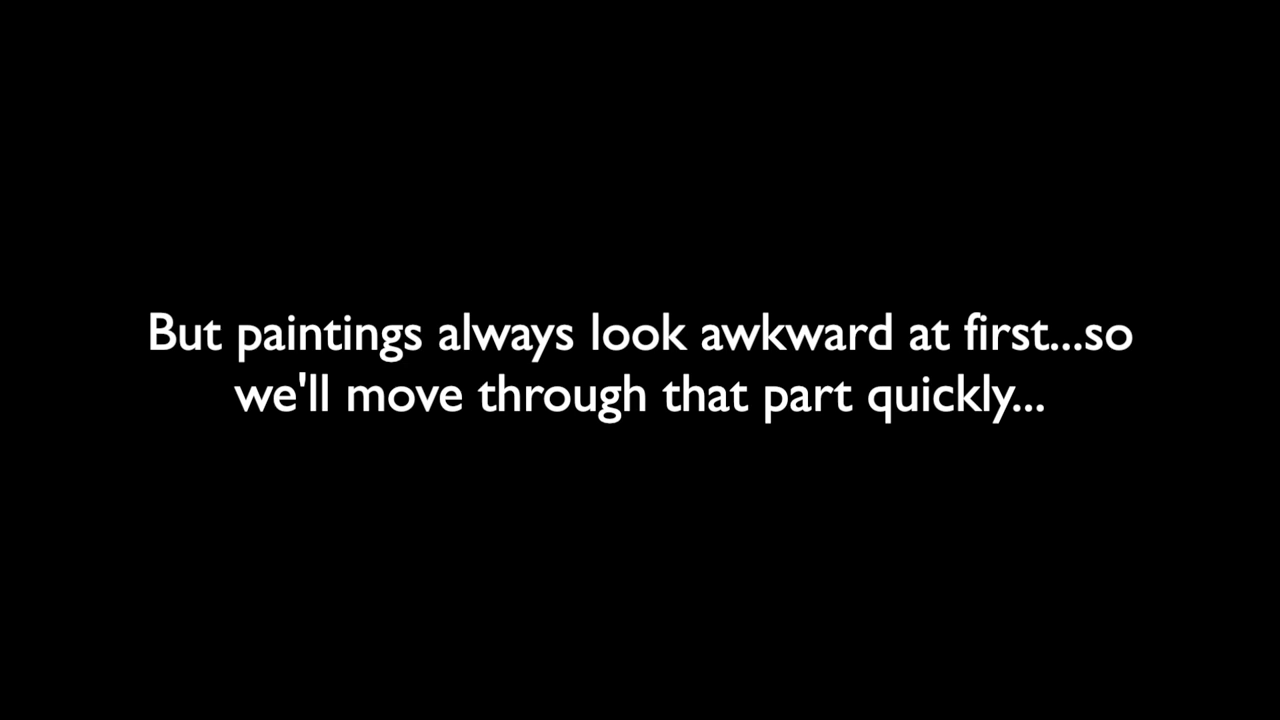 But paintings always look awkward at first...so
we'll move through that part quickly...